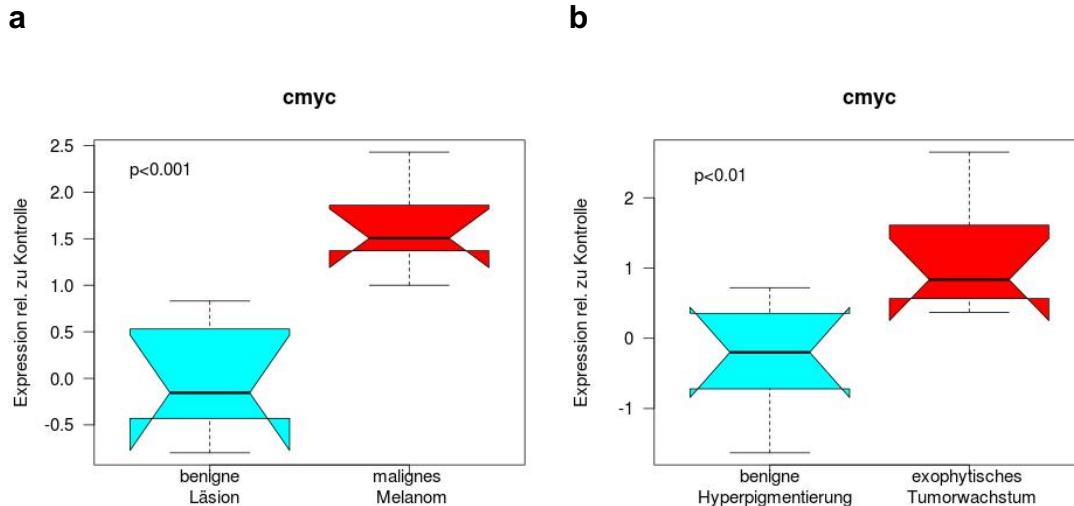 a
cmyc
p<0.001
Expression rel. zu Kontrolle
2.5
2.0
1.5
1.0
0.5
0.0
-0.5
benigne
Läsion
malignes
Melanom
b
cmyc
p<0.01
Expression rel. zu Kontrolle
2
1
0
-1
benigne
Hyperpigmentierung
exophytisches
Tumorwachstum